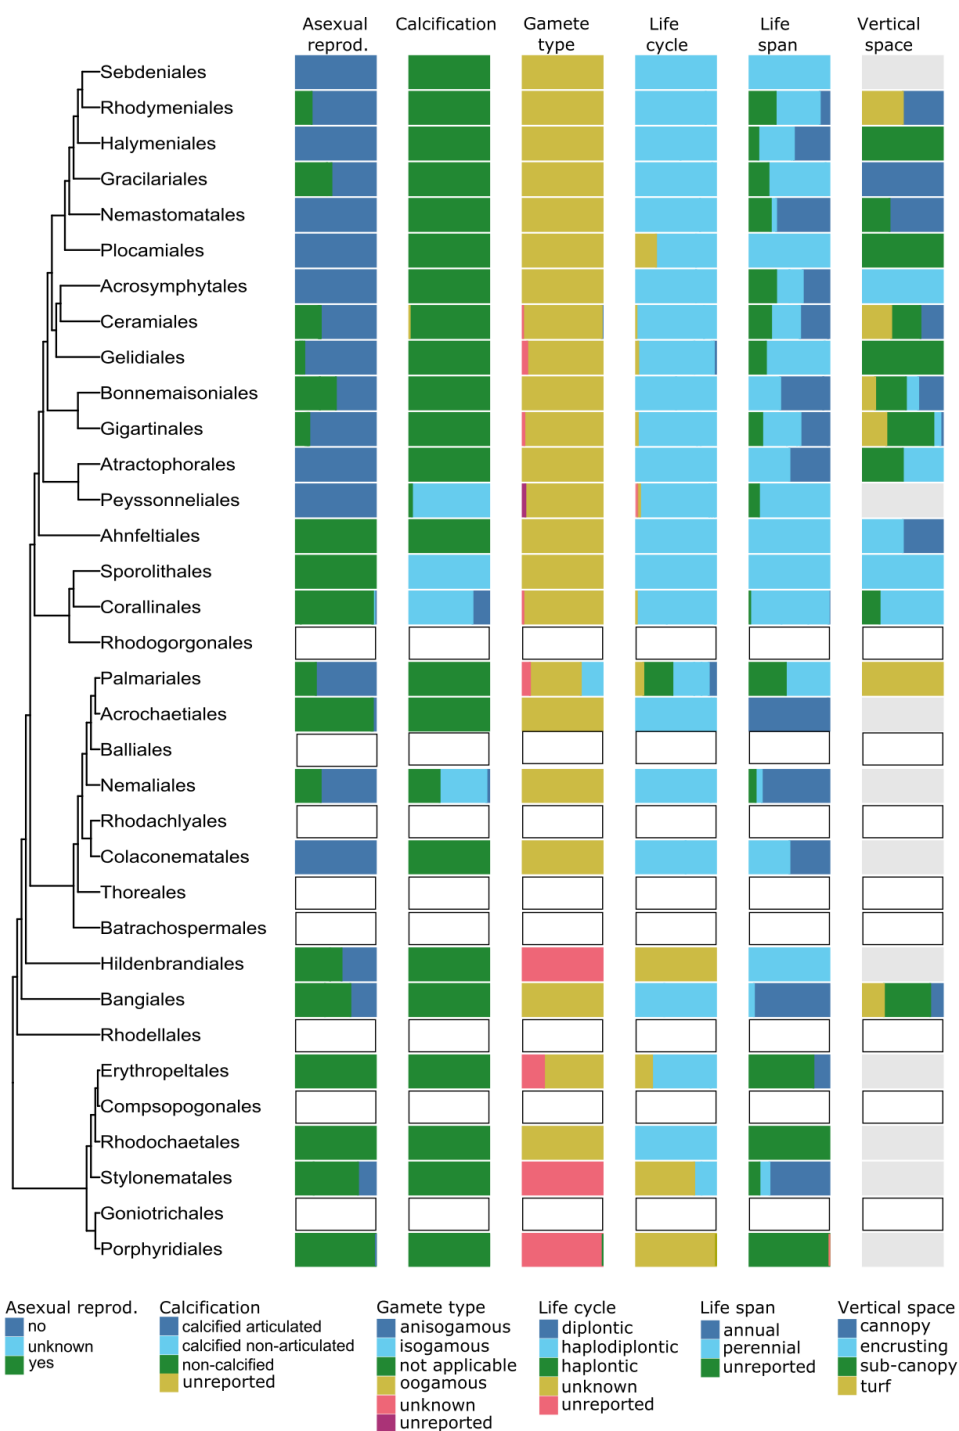 Asexual reprod.
Calcification
Gamete type
Life cycle
Life span
Vertical space
Sebdeniales
Rhodymeniales
Halymeniales
Gracilariales
Nemastomatales
Plocamiales
Acrosymphytales
Ceramiales
Gelidiales
Bonnemaisoniales
Gigartinales
Atractophorales
Peyssonneliales
Ahnfeltiales
Sporolithales
Corallinales
Rhodogorgonales
Palmariales
Acrochaetiales
Balliales
Nemaliales
Rhodachlyales
Colaconematales
Thoreales
Batrachospermales
Hildenbrandiales
Bangiales
Rhodellales
Erythropeltales
Compsopogonales
Rhodochaetales
Stylonematales
Goniotrichales
Porphyridiales
Asexual reprod.
no
unknown
yes
Calcification
calcified articulated
calcified non-articulated
non-calcified
unreported
Gamete type
anisogamous
isogamous
not applicable
oogamous
unknown
unreported
Life cycle
diplontic
haplodiplontic
haplontic
unknown
unreported
Life span
annual
perennial
unreported
Vertical space
cannopy
encrusting
sub-canopy
turf